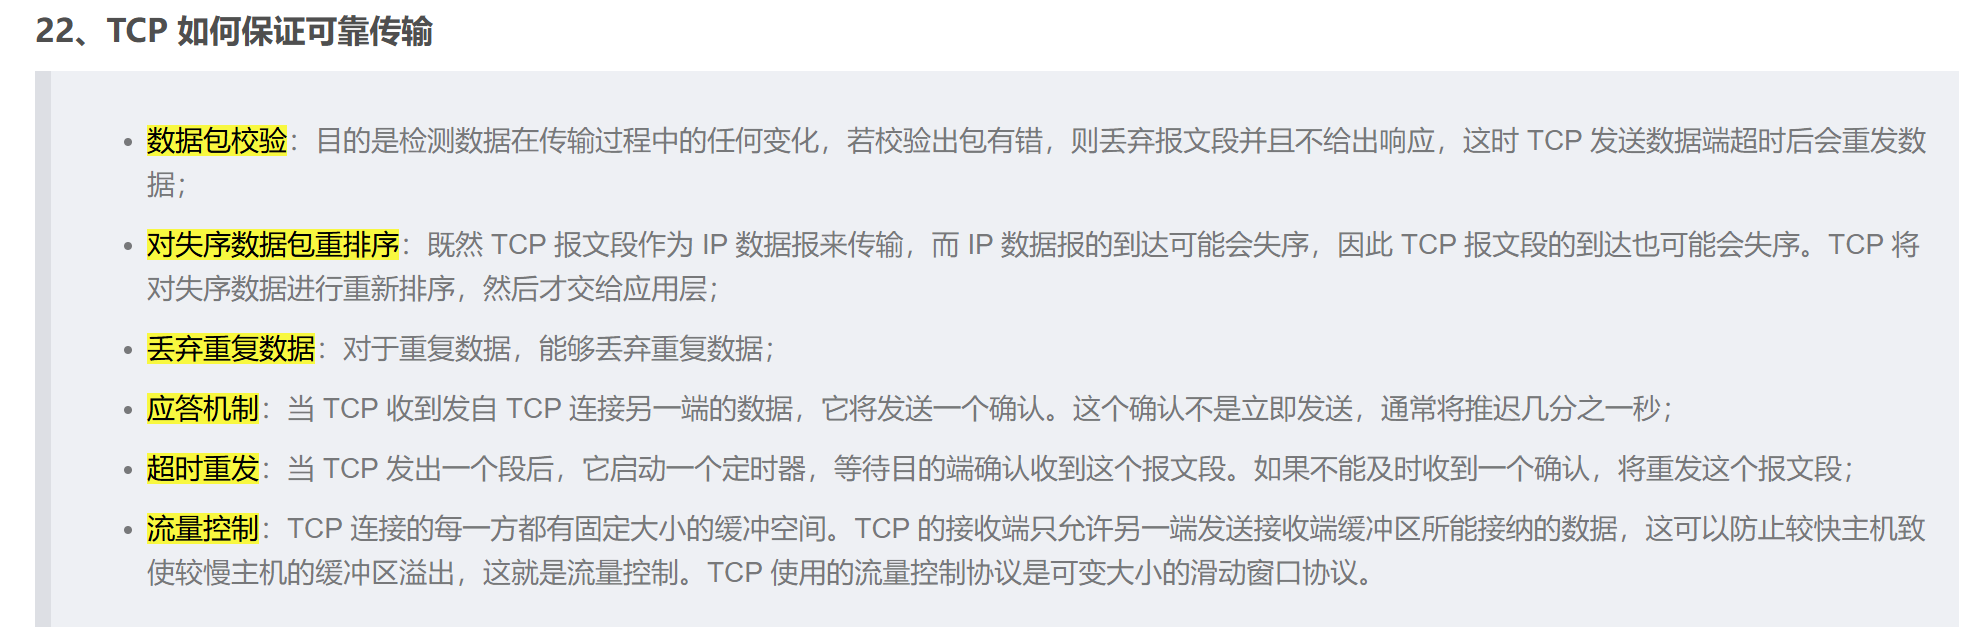 22、TCP 如何保证可靠传输
• 数据包校验：目的是检测数据在传输过程中的任何变化，若校验出包有错，则丢弃报文段并且不给出响应，这时 TCP 发送数据端超时后会重发数
据；
• 对失序数据包重排序：既然 TCP 报文段作为 IP 数据报来传输，而 IP 数据报的到达可能会失序，因此 TCP 报文段的到达也可能会失序。TCP 将
对失序数据进行重新排序，然后才交给应用层；
• 丢弃重复数据：对于重复数据，能够丢弃重复数据；
• 应答机制：当 TCP 收到发自 TCP 连接另一端的数据，它将发送一个确认。这个确认不是立即发送，通常将推迟几分之一秒；
• 超时重发：当 TCP 发出一个段后，它启动一个定时器，等待目的端确认收到这个报文段。如果不能及时收到一个确认，将重发这个报文段；
• 流量控制：TCP 连接的每一方都有固定大小的缓冲空间。TCP 的接收端只允许另一端发送接收端缓冲区所能接纳的数据，这可以防止较快主机致
使较慢主机的缓冲区溢出，这就是流量控制。TCP 使用的流量控制协议是可变大小的滑动窗口协议。